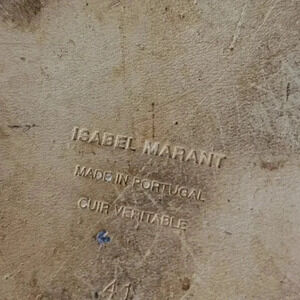 ISABEL MARANT
MADE IN PORTUGAL
CUIR VERITABLE
41